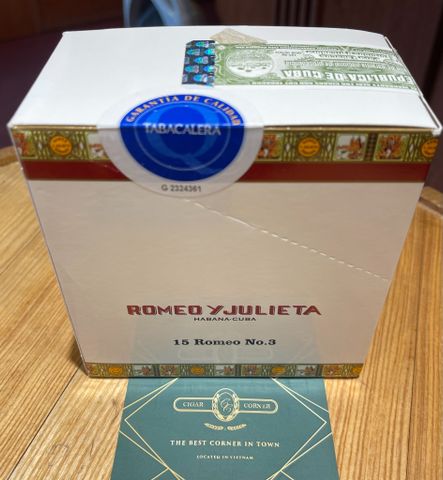 REPUBLICA DE CUBA
GARANTIA DE CALIDAD
TABACALERA
G 2324361
ROMEO Y JULIETA
HABANA-CUBA
15 Romeo No.3
CIGAR CORNER
CC
THE BEST CORNER IN TOWN
LOCATED IN VIETNAM